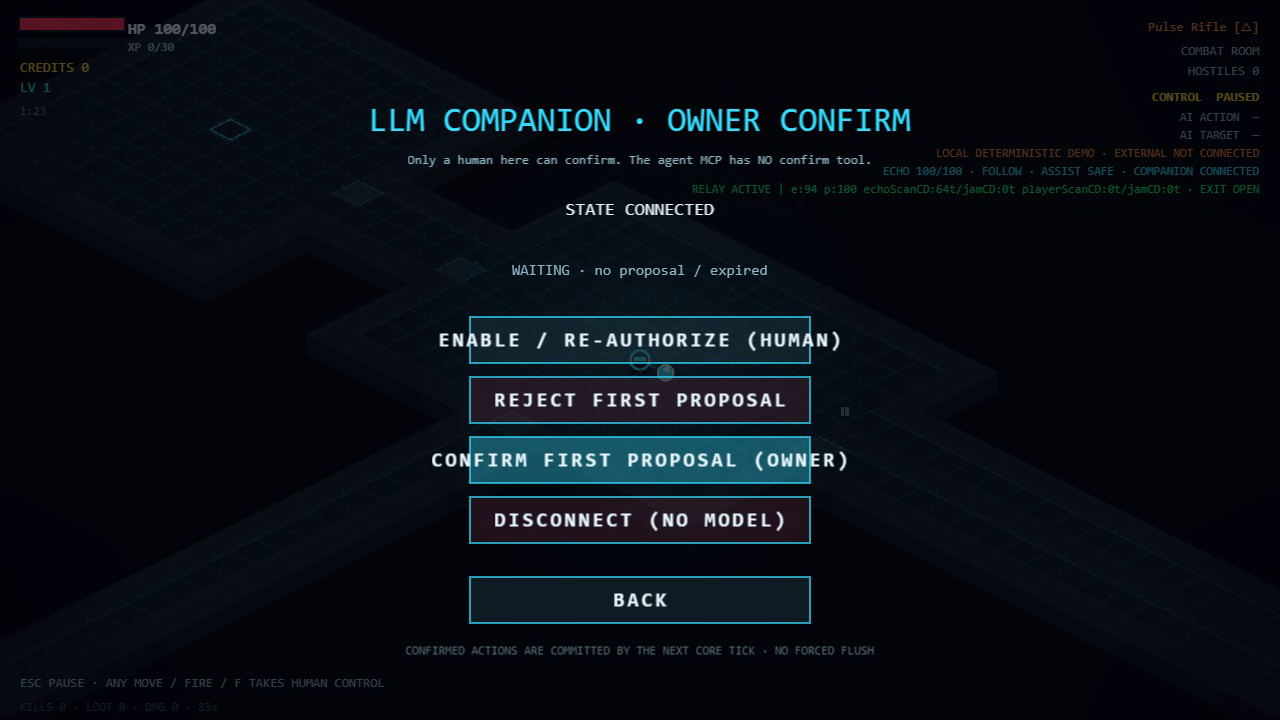 HP 100/100
XP 0/30
CREDITS 0
LV 1
1:23
Pulse Rifle [△]
COMBAT ROOM
HOSTILES 0
CONTROL PAUSED
AI ACTION —
AI TARGET —
LOCAL DETERMINISTIC DEMO · EXTERNAL NOT CONNECTED
ECHO 100/100 · FOLLOW · ASSIST SAFE · COMPANION CONNECTED
RELAY ACTIVE | e:94 p:100 echoScanCD:64t/jamCD:0t playerScanCD:0t/jamCD:0t · EXIT OPEN
LLM COMPANION · OWNER CONFIRM
Only a human here can confirm. The agent MCP has NO confirm tool.
STATE CONNECTED
WAITING · no proposal / expired
ENABLE / RE-AUTHORIZE (HUMAN)
REJECT FIRST PROPOSAL
CONFIRM FIRST PROPOSAL (OWNER)
DISCONNECT (NO MODEL)
BACK
CONFIRMED ACTIONS ARE COMMITTED BY THE NEXT CORE TICK · NO FORCED FLUSH
ESC PAUSE · ANY MOVE / FIRE / F TAKES HUMAN CONTROL
KILLS 0 · LOOT 0 · DMG 0 · 83s